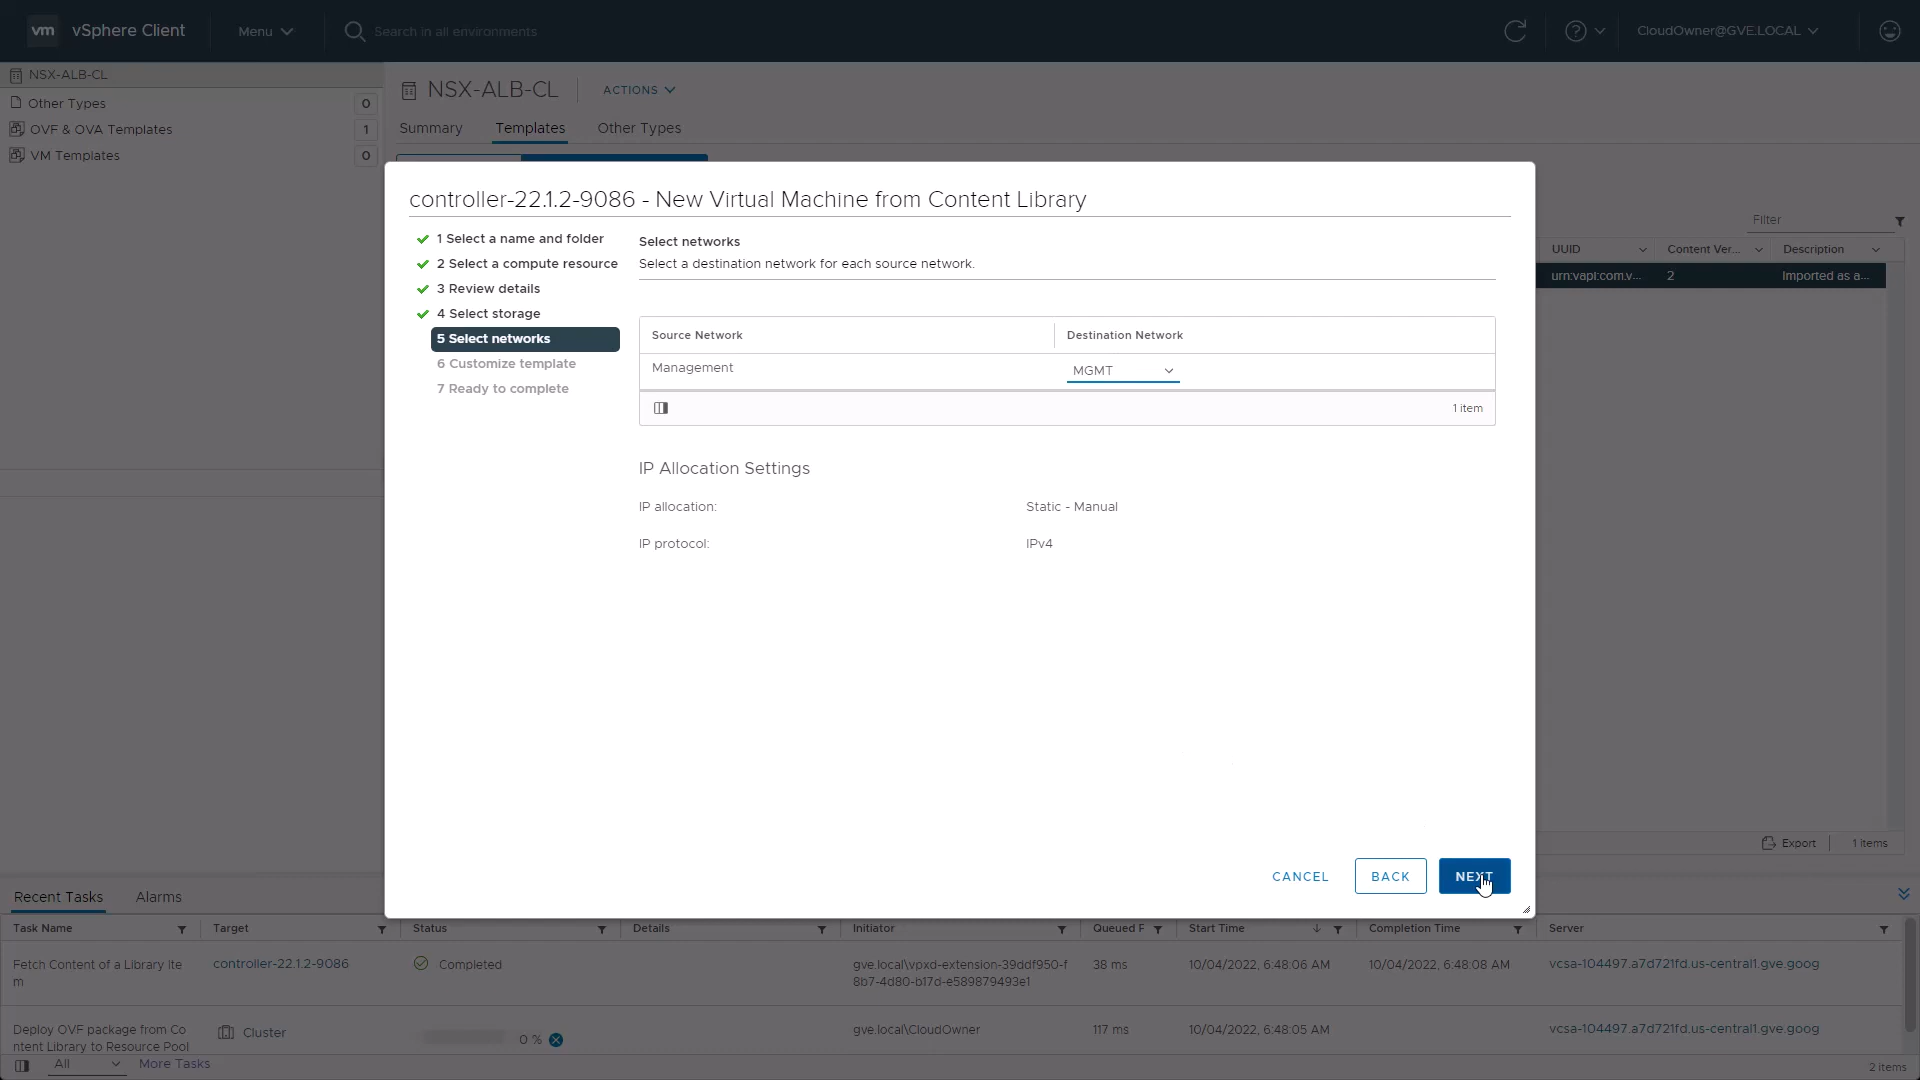 vm vSphere Client Menu Search in all environments CloudOwner@GVE.LOCAL
NSX-ALB-CL
Other Types 0
OVF & OVA Templates 1
VM Templates 0
NSX-ALB-CL ACTIONS
Summary Templates Other Types
Filter
UUID Content Ver... Description
urn:vapi:com.v... 2 Imported as a...
Export 1 items
controller-22.1.2-9086 - New Virtual Machine from Content Library
1 Select a name and folder
2 Select a compute resource
3 Review details
4 Select storage
5 Select networks
6 Customize template
7 Ready to complete
Select networks
Select a destination network for each source network.
Source Network Destination Network
Management MGMT
1 item
IP Allocation Settings
IP allocation: Static - Manual
IP protocol: IPv4
CANCEL BACK NEXT
Recent Tasks Alarms
Task Name Target Status Details Initiator Queued F Start Time Completion Time Server
Fetch Content of a Library Ite controller-22.1.2-9086 Completed gve.local\vpxd-extension-39ddf950-f 38 ms 10/04/2022, 6:48:06 AM 10/04/2022, 6:48:08 AM vcsa-104497.a7d721fd.us-central1.gve.goog
m 8b7-4d80-b17d-e589879493e1
Deploy OVF package from Co Cluster 0 % gve.local\CloudOwner 117 ms 10/04/2022, 6:48:05 AM vcsa-104497.a7d721fd.us-central1.gve.goog
ntent Library to Resource Pool
All More Tasks 2 items